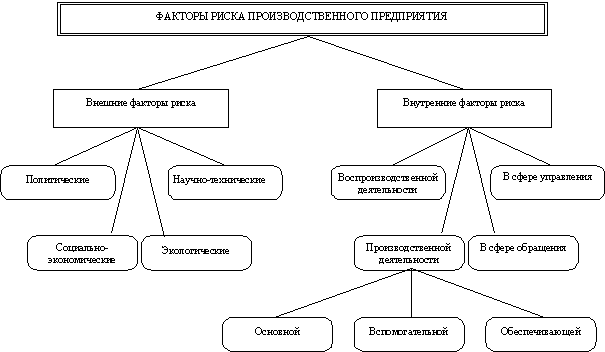 ФАКТОРЫ РИСКА ПРОИЗВОДСТВЕННОГО ПРЕДПРИЯТИЯ
Внешние факторы риска
Внутренние факторы риска
Политические
Научно-технические
Социально-
экономические
Экологические
Воспроизводственной
деятельности
В сфере управления
Производственной
деятельности
В сфере обращения
Основной
Вспомогательной
Обеспечивающей